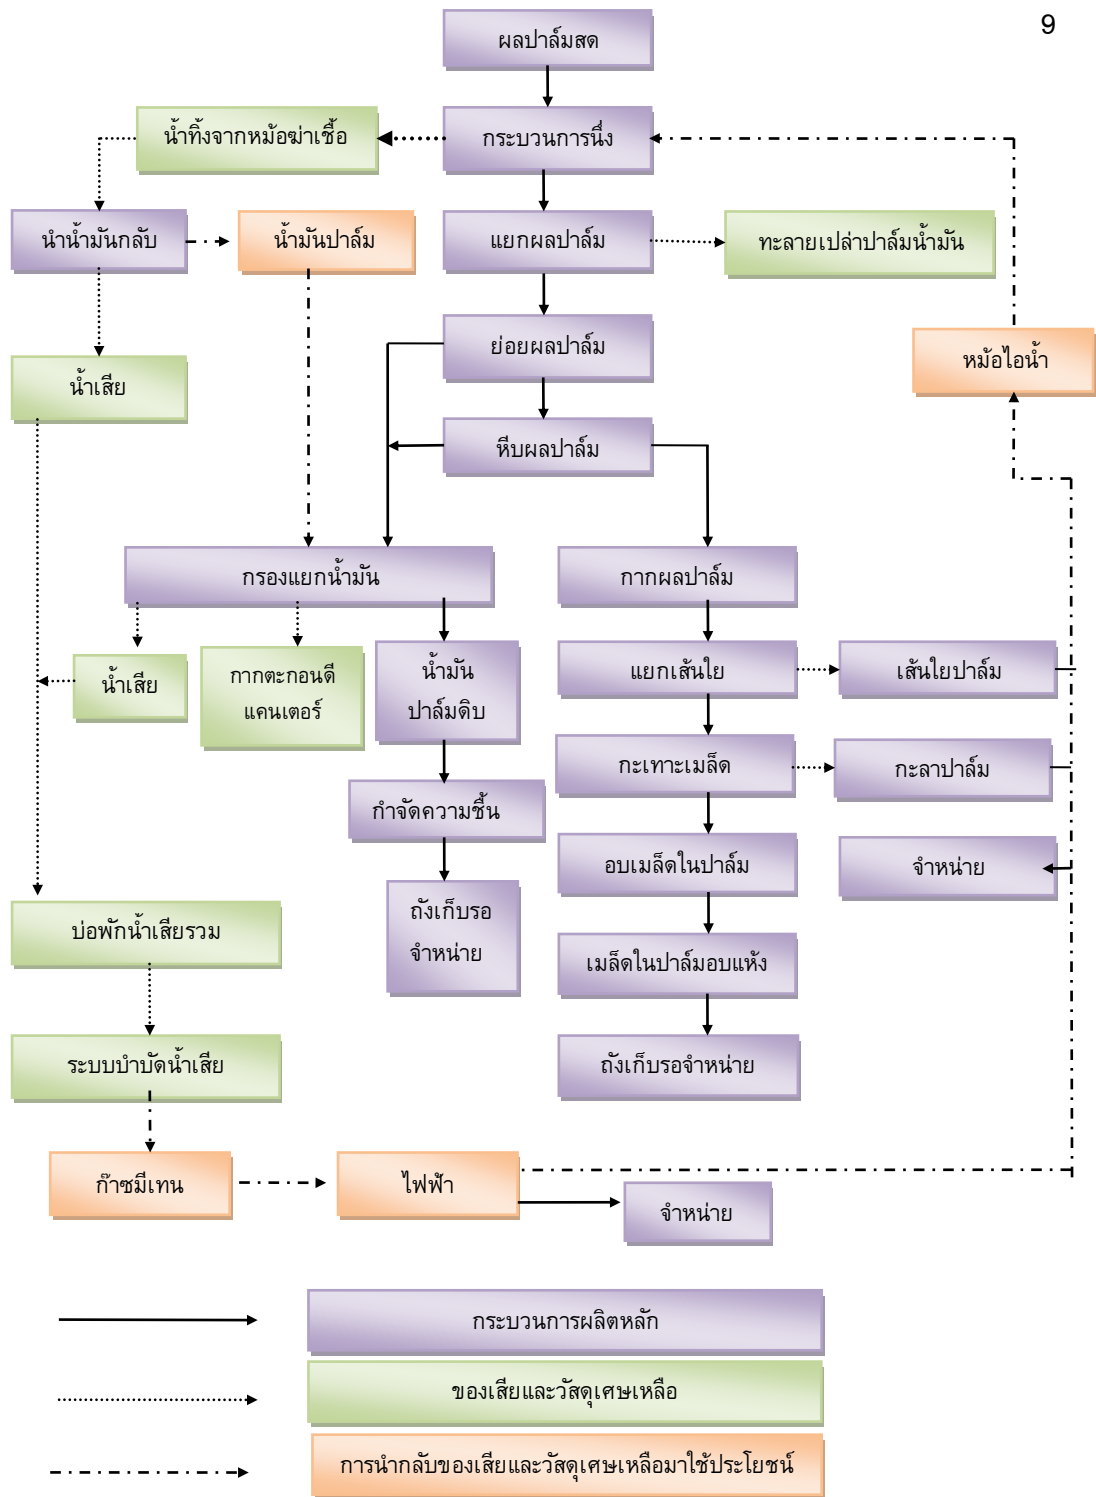 9
ผลปาล์มสด
น้ำทิ้งจากหม้อฆ่าเชื้อ
กระบวนการนึ่ง
นำน้ำมันกลับ
น้ำมันปาล์ม
แยกผลปาล์ม
ทะลายเปล่าปาล์มน้ำมัน
ย่อยผลปาล์ม
หม้อไอน้ำ
น้ำเสีย
หีบผลปาล์ม
กรองแยกน้ำมัน
กากผลปาล์ม
น้ำเสีย
กากตะกอนดี
แคนเตอร์
น้ำมัน
ปาล์มดิบ
แยกเส้นใย
เส้นใยปาล์ม
กะเทาะเมล็ด
กะลาปาล์ม
กำจัดความชื้น
อบเมล็ดในปาล์ม
จำหน่าย
ถังเก็บรอ
จำหน่าย
บ่อพักน้ำเสียรวม
เมล็ดในปาล์มอบแห้ง
ระบบบำบัดน้ำเสีย
ถังเก็บรอจำหน่าย
ก๊าซมีเทน
ไฟฟ้า
จำหน่าย
กระบวนการผลิตหลัก
ของเสียและวัสดุเศษเหลือ
การนำกลับของเสียและวัสดุเศษเหลือมาใช้ประโยชน์